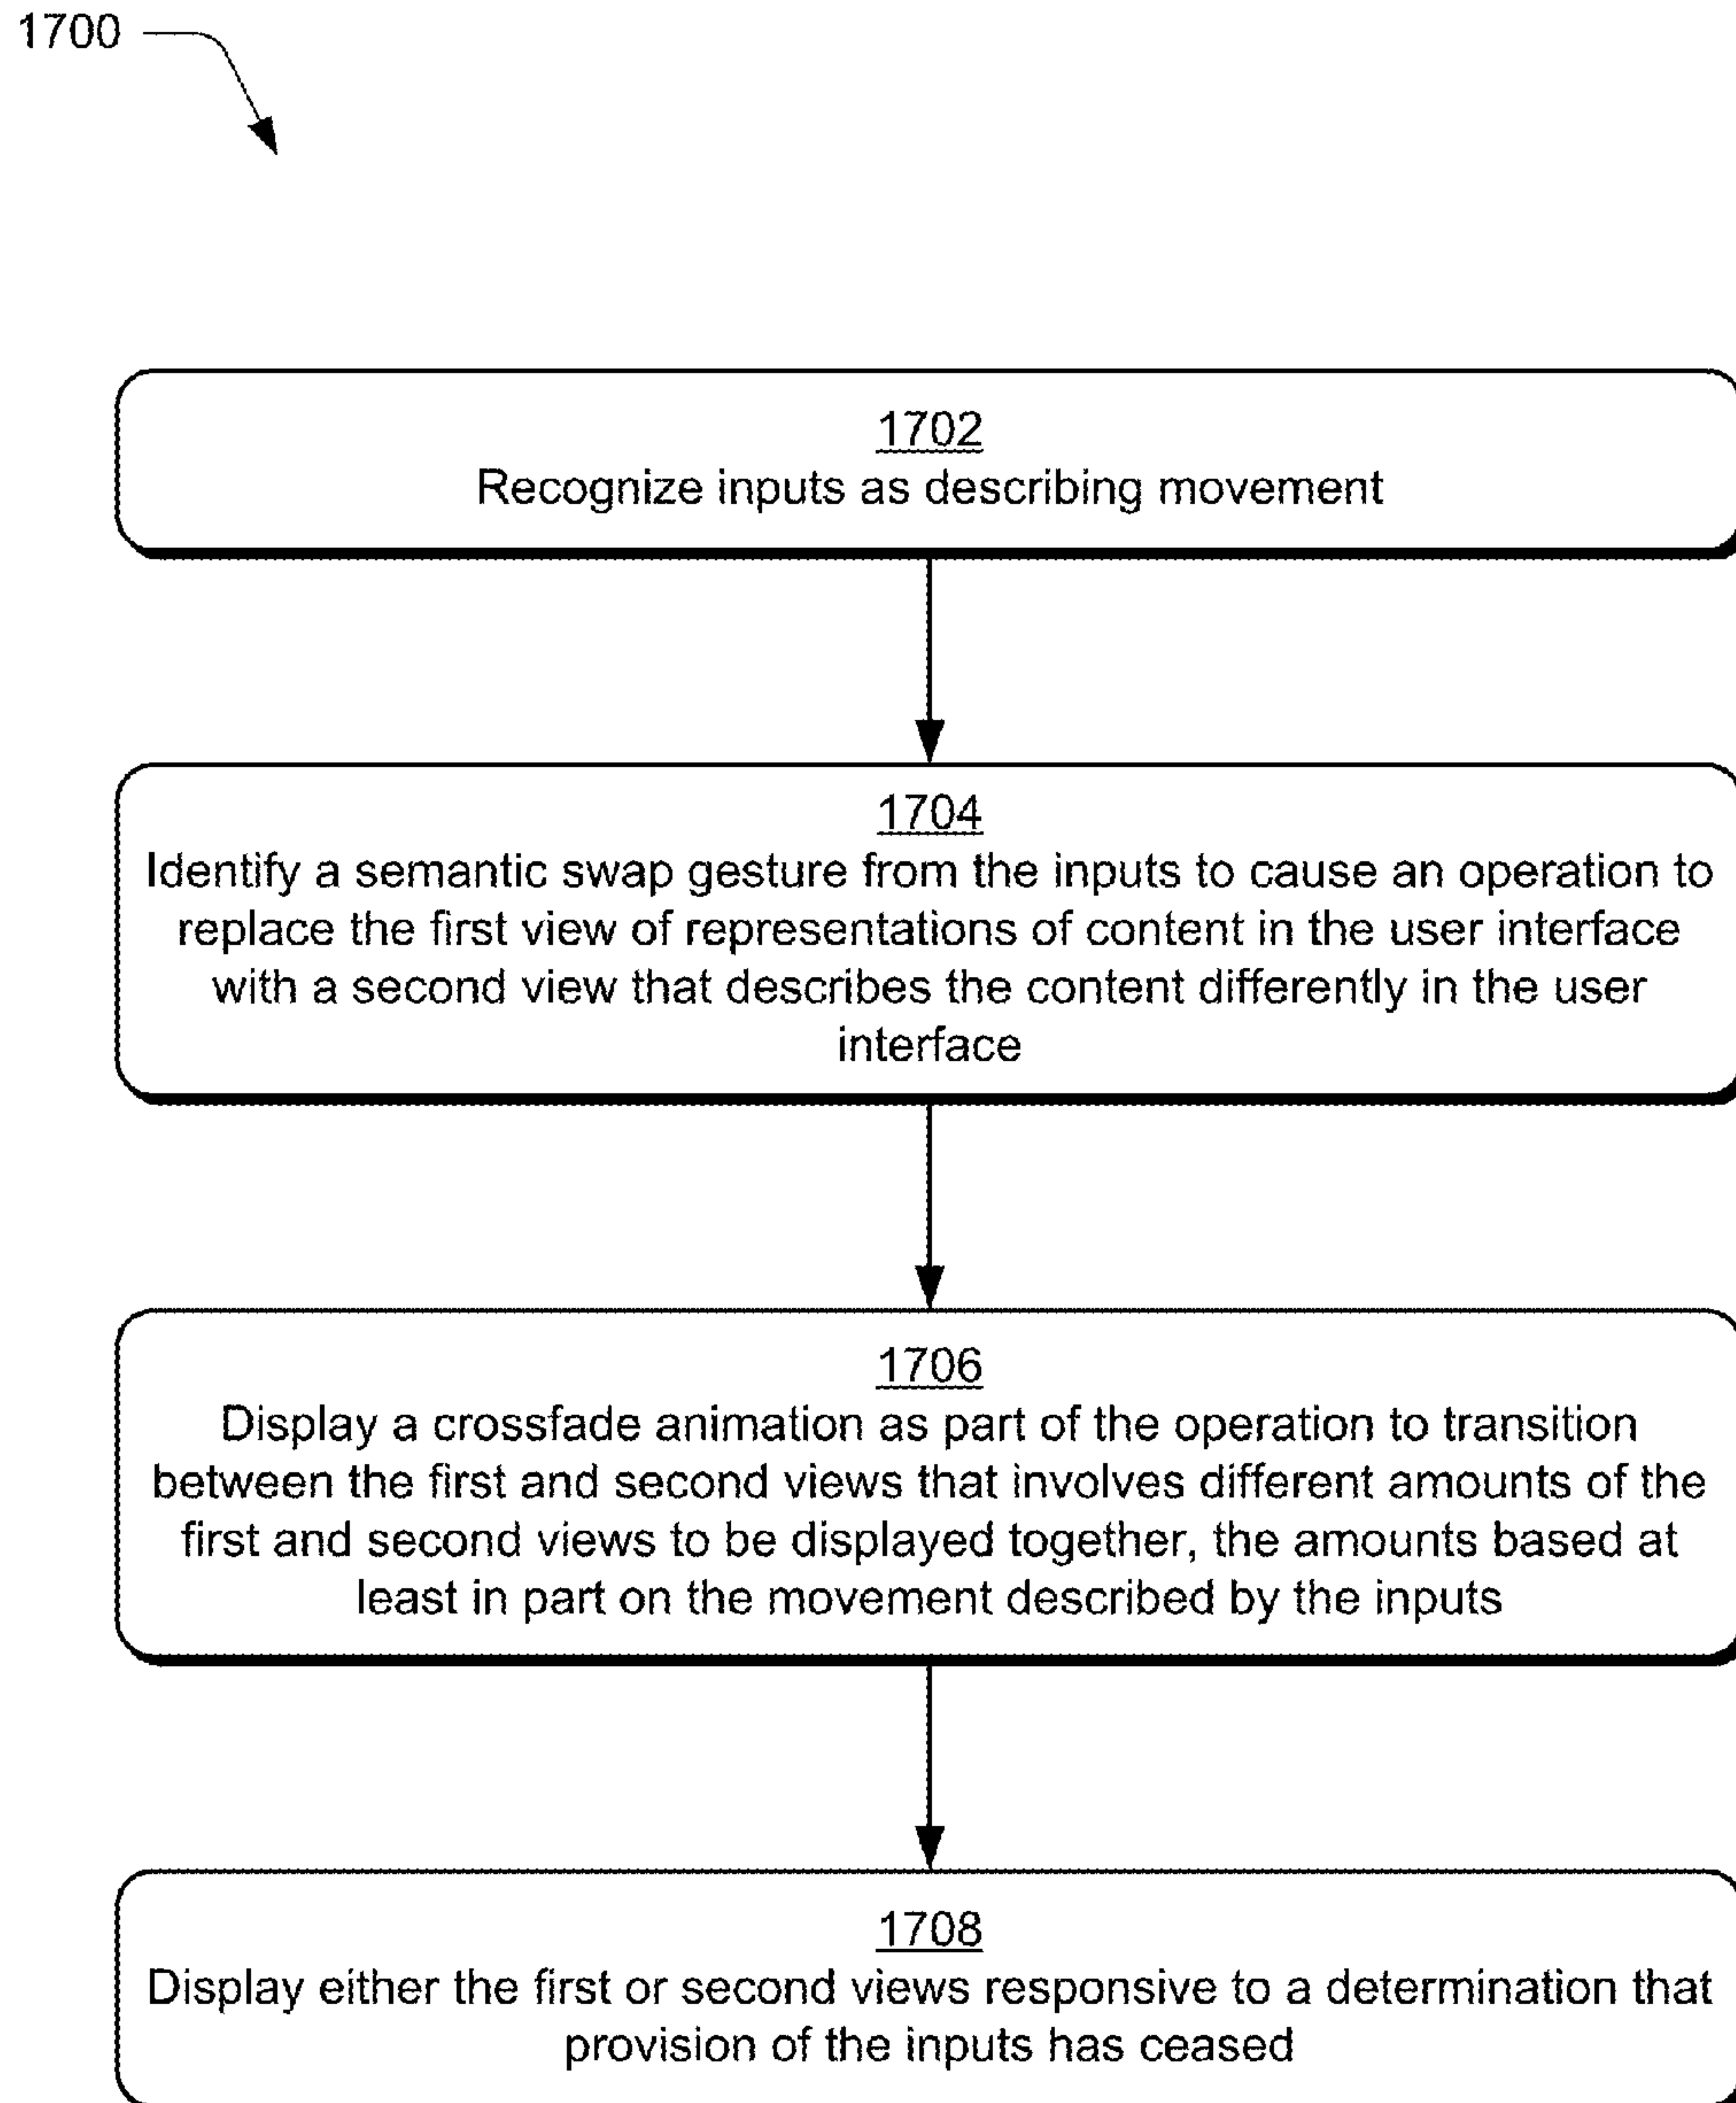 1700
1702
Recognize inputs as describing movement
1704
Identify a semantic swap gesture from the inputs to cause an operation to
replace the first view of representations of content in the user interface
with a second view that describes the content differently in the user
interface
1706
Display a crossfade animation as part of the operation to transition
between the first and second views that involves different amounts of the
first and second views to be displayed together, the amounts based at
least in part on the movement described by the inputs
1708
Display either the first or second views responsive to a determination that
provision of the inputs has ceased